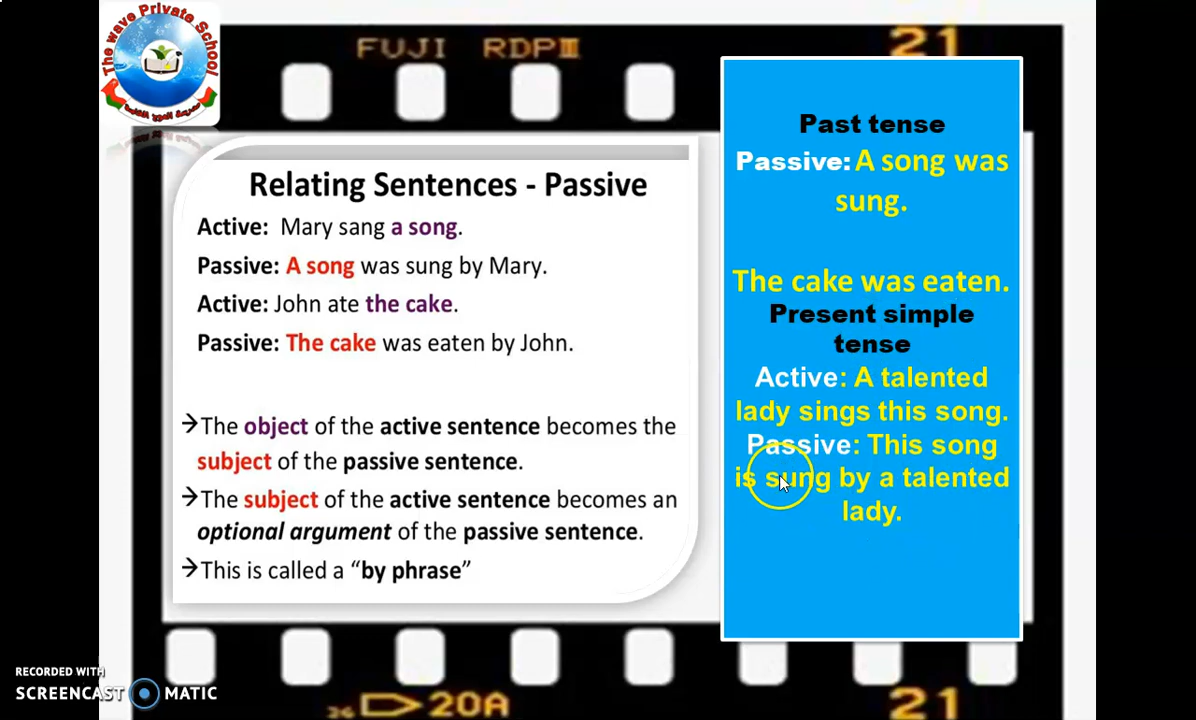 The wave Private School
FUJI RDPIII
21
Relating Sentences - Passive
Active: Mary sang a song.
Passive: A song was sung by Mary.
Active: John ate the cake.
Passive: The cake was eaten by John.
→The object of the active sentence becomes the
subject of the passive sentence.
→The subject of the active sentence becomes an
optional argument of the passive sentence.
→This is called a “by phrase”
Past tense
Passive: A song was
sung.
The cake was eaten.
Present simple
tense
Active: A talented
lady sings this song.
Passive: This song
is sung by a talented
lady.
RECORDED WITH
SCREENCAST MATIC
36 20A
21